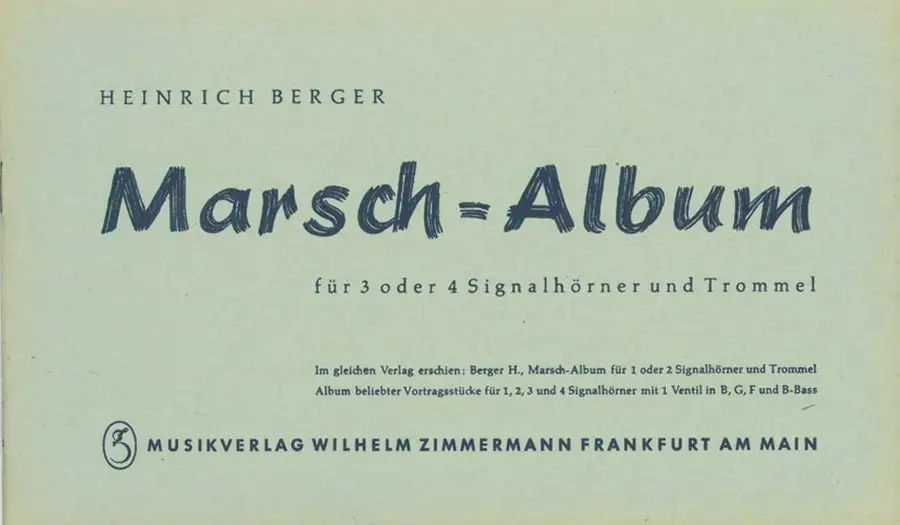 HEINRICH BERGER
Marsch=Album
für 3 oder 4 Signalhörner und Trommel
Im gleichen Verlag erschien: Berger H., Marsch-Album für 1 oder 2 Signalhörner und Trommel
Album beliebter Vortragsstücke für 1, 2, 3 und 4 Signalhörner mit 1 Ventil in B, G, F und B-Bass
Z MUSIKVERLAG WILHELM ZIMMERMANN FRANKFURT AM MAIN